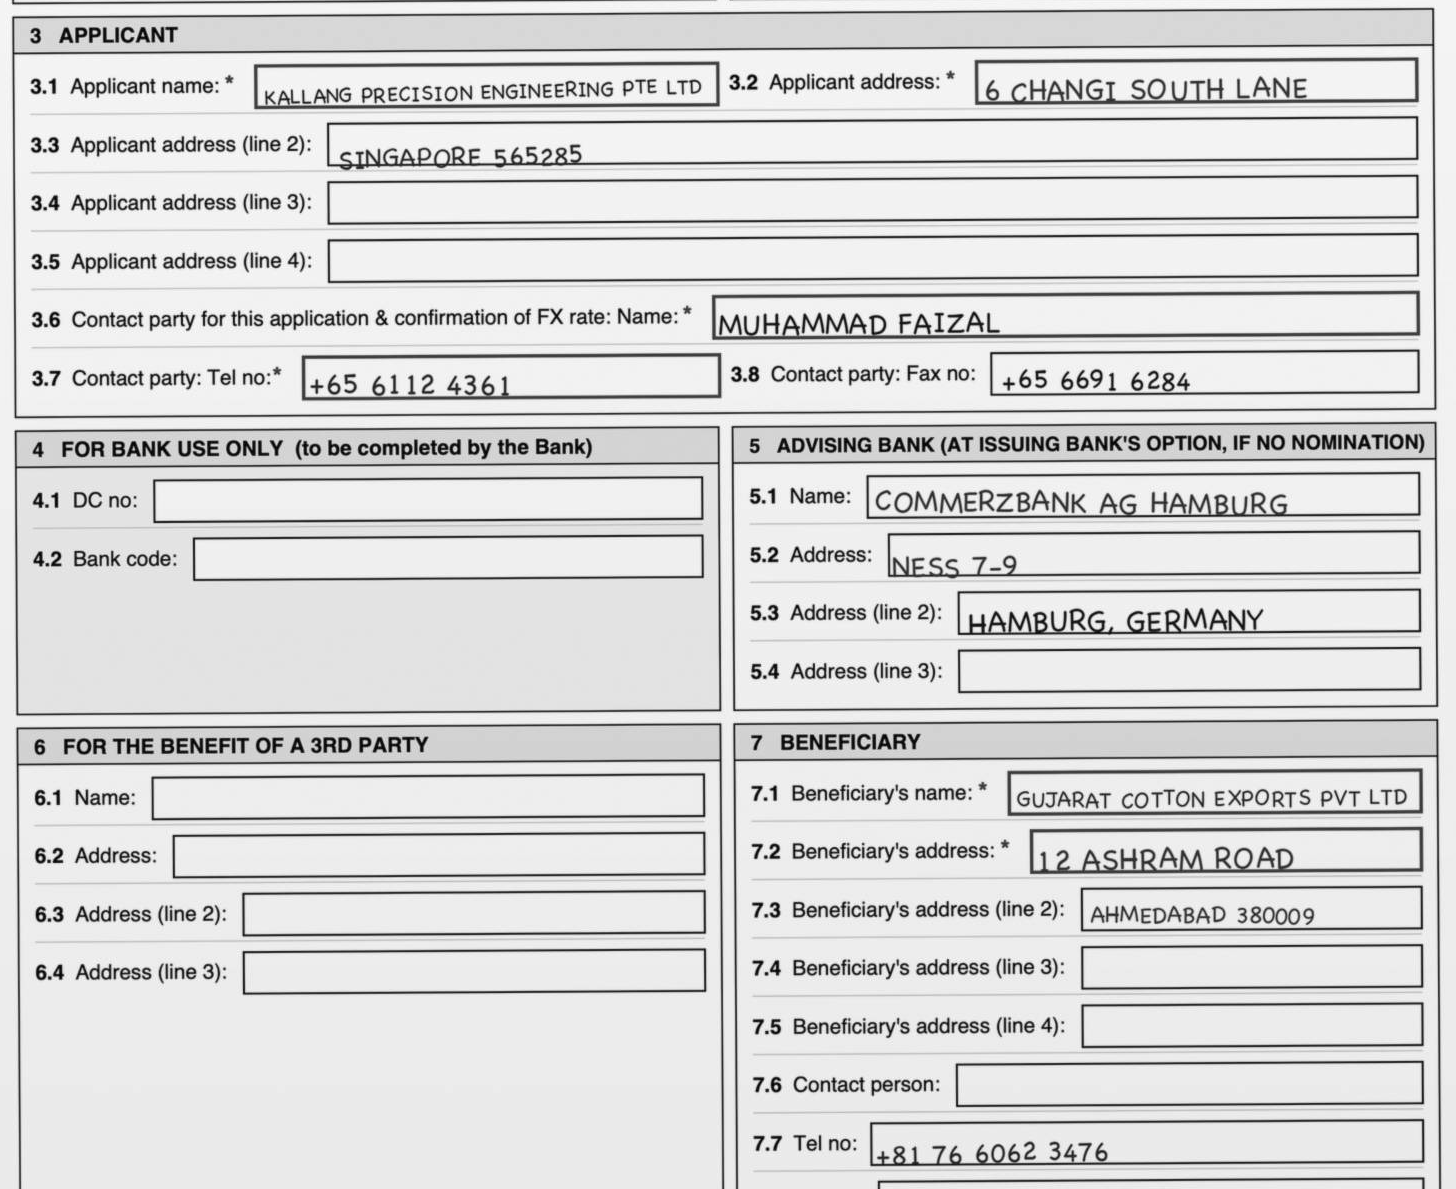 3 APPLICANT
3.1 Applicant name: * KALLANG PRECISION ENGINEERING PTE LTD 3.2 Applicant address: * 6 CHANGI SOUTH LANE
3.3 Applicant address (line 2): SINGAPORE 565285
3.4 Applicant address (line 3):
3.5 Applicant address (line 4):
3.6 Contact party for this application & confirmation of FX rate: Name: * MUHAMMAD FAIZAL
3.7 Contact party: Tel no:* +65 6112 4361 3.8 Contact party: Fax no: +65 6691 6284
4 FOR BANK USE ONLY (to be completed by the Bank)
4.1 DC no:
4.2 Bank code:
5 ADVISING BANK (AT ISSUING BANK'S OPTION, IF NO NOMINATION)
5.1 Name: COMMERZBANK AG HAMBURG
5.2 Address: NESS 7-9
5.3 Address (line 2): HAMBURG, GERMANY
5.4 Address (line 3):
6 FOR THE BENEFIT OF A 3RD PARTY
6.1 Name:
6.2 Address:
6.3 Address (line 2):
6.4 Address (line 3):
7 BENEFICIARY
7.1 Beneficiary's name: * GUJARAT COTTON EXPORTS PVT LTD
7.2 Beneficiary's address: * 12 ASHRAM ROAD
7.3 Beneficiary's address (line 2): AHMEDABAD 380009
7.4 Beneficiary's address (line 3):
7.5 Beneficiary's address (line 4):
7.6 Contact person:
7.7 Tel no: +81 76 6062 3476